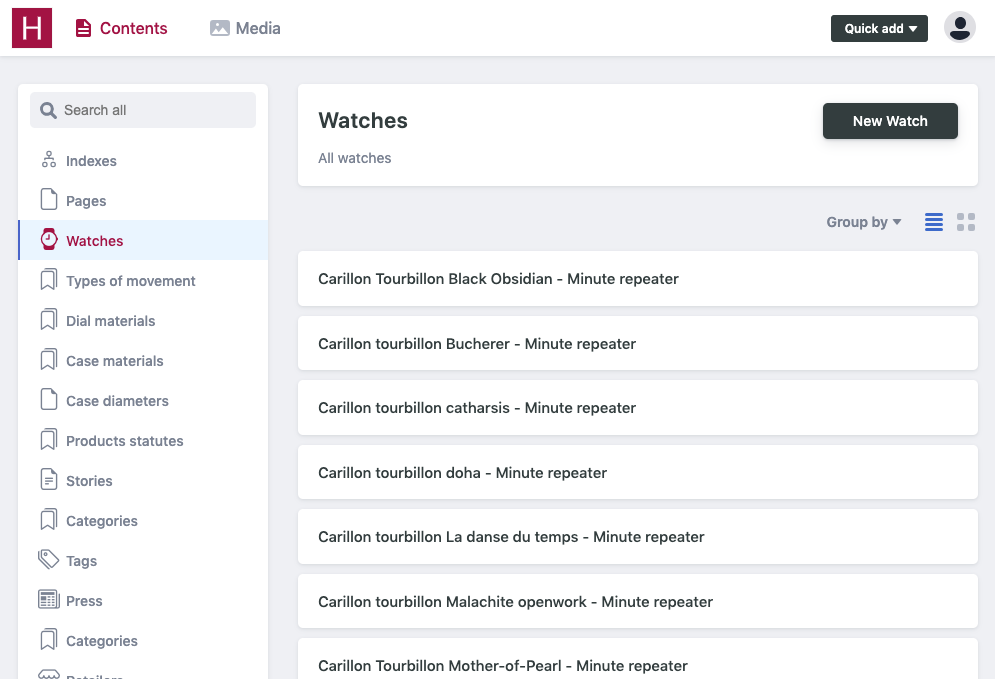 H
Contents
Media
Quick add
Search all
Indexes
Pages
Watches
Types of movement
Dial materials
Case materials
Case diameters
Products statutes
Stories
Categories
Tags
Press
Categories
Retailers
Watches
New Watch
All watches
Group by
Carillon Tourbillon Black Obsidian - Minute repeater
Carillon tourbillon Bucherer - Minute repeater
Carillon tourbillon catharsis - Minute repeater
Carillon tourbillon doha - Minute repeater
Carillon tourbillon La danse du temps - Minute repeater
Carillon tourbillon Malachite openwork - Minute repeater
Carillon Tourbillon Mother-of-Pearl - Minute repeater